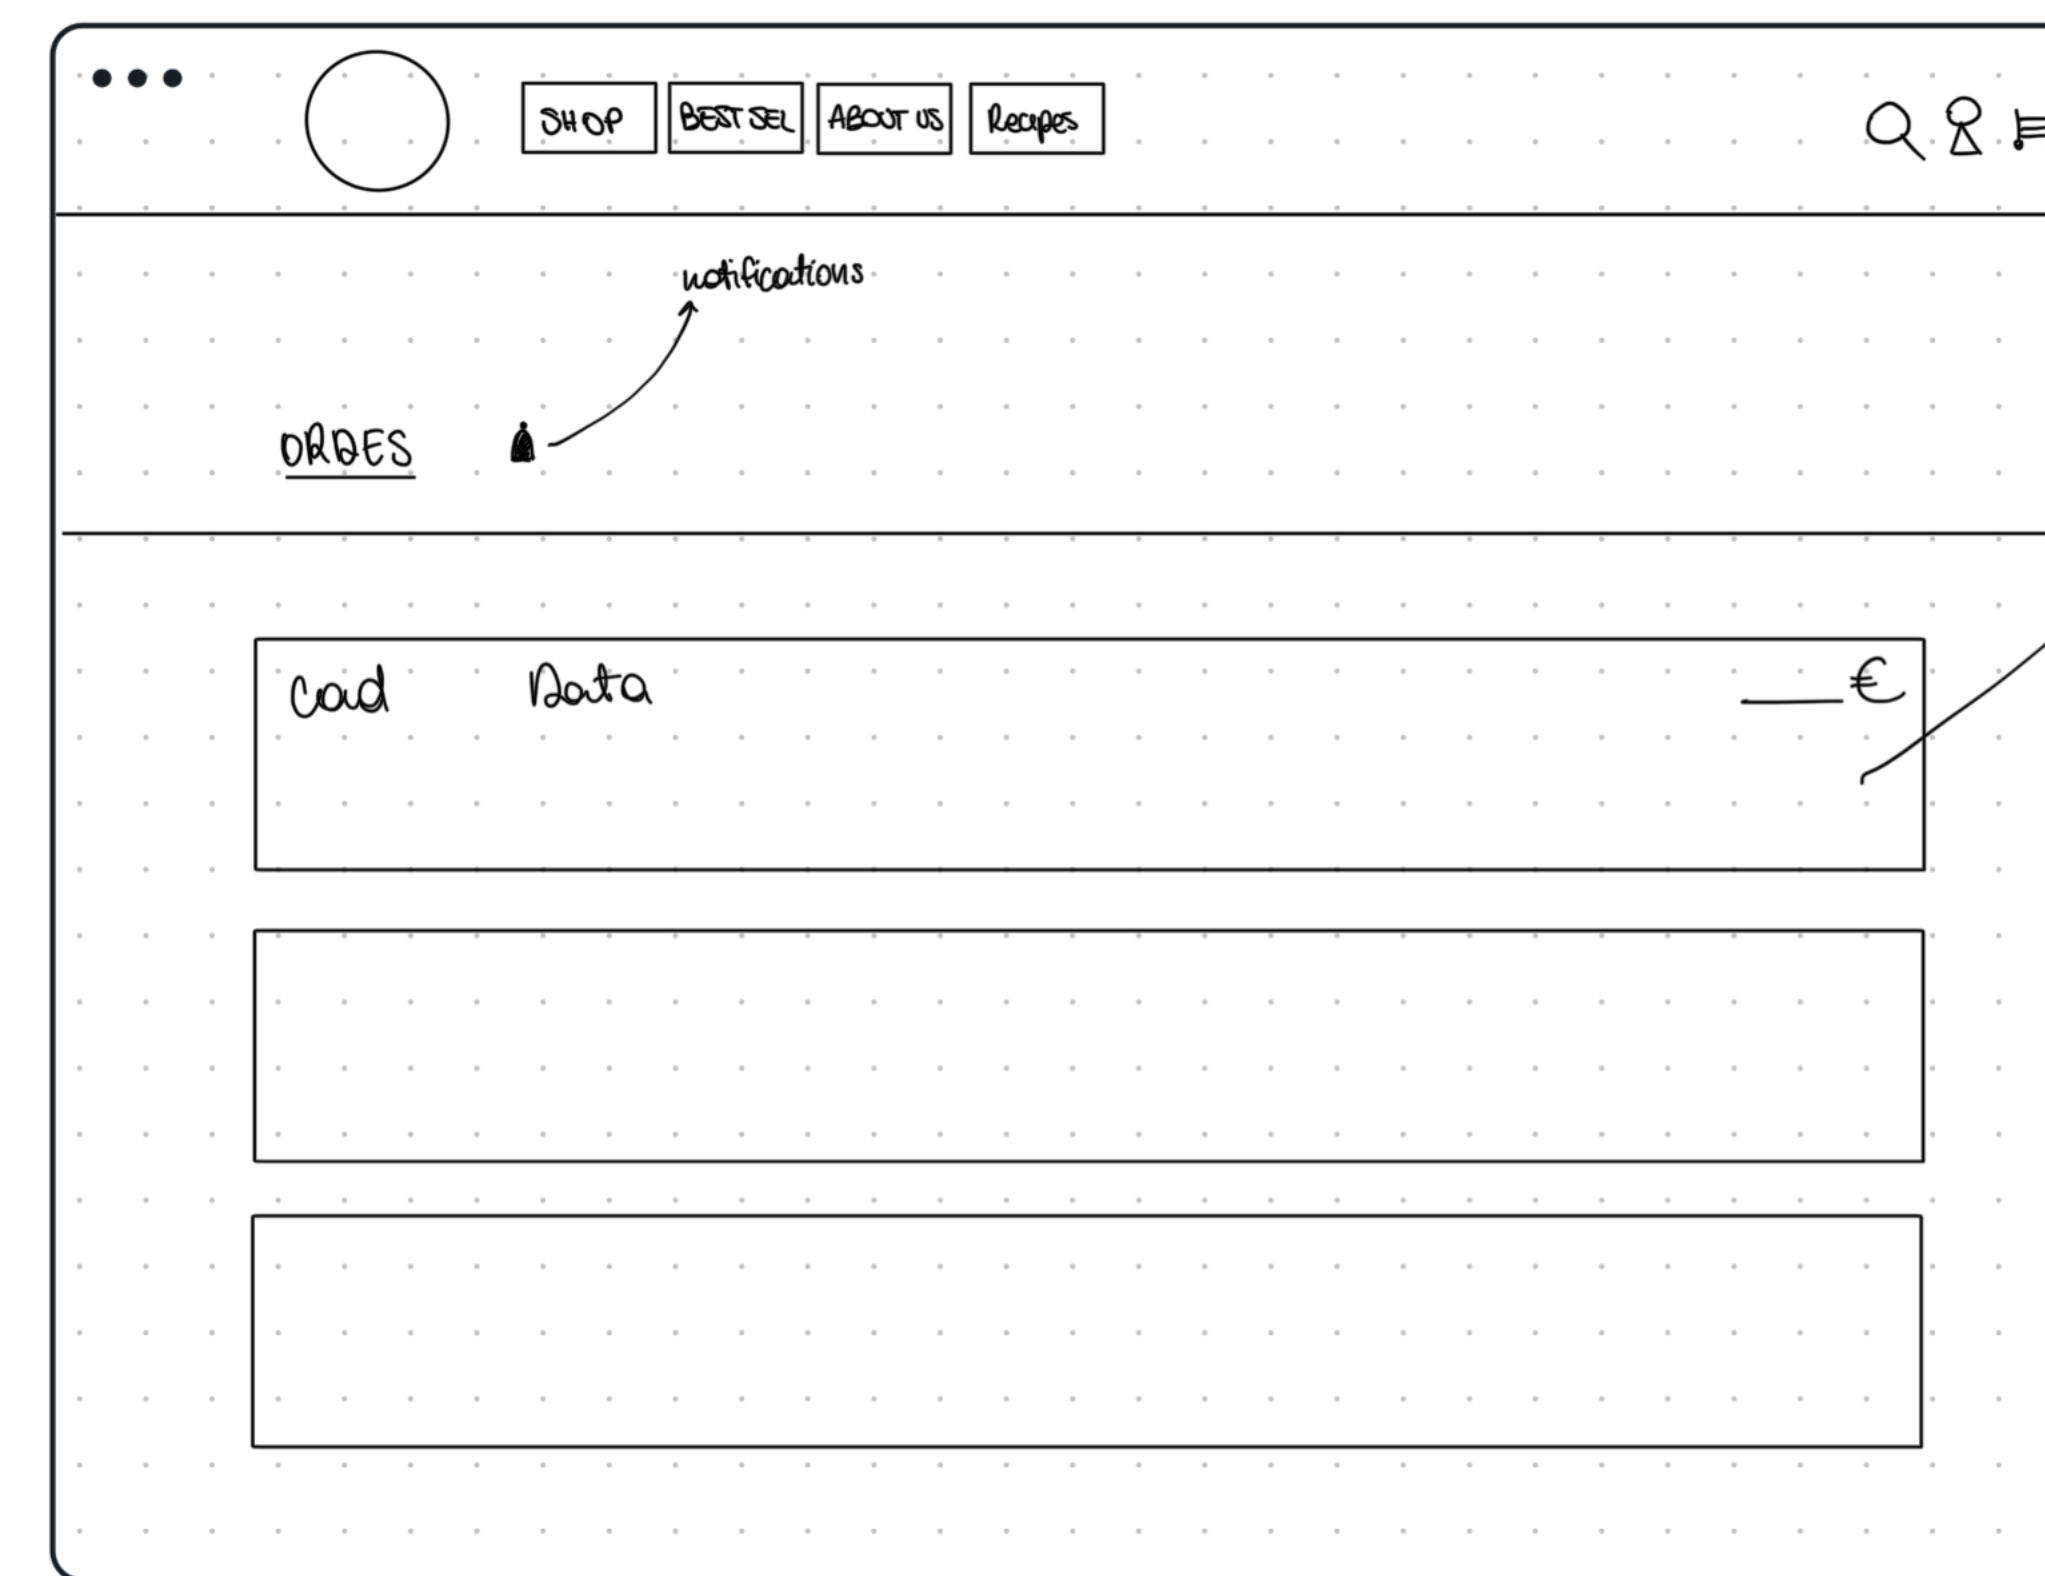 SHOP BEST SEL ABOUT US Recipes
notifications
ORDES
Cod Data €